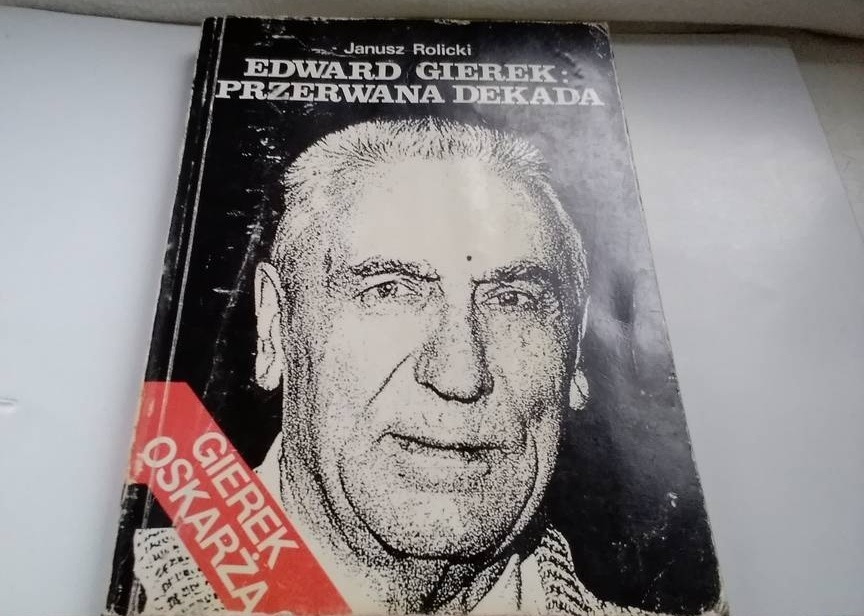 Janusz Rolicki
EDWARD GIEREK:
PRZERWANA DEKADA
GIEREK
OSKARŻA